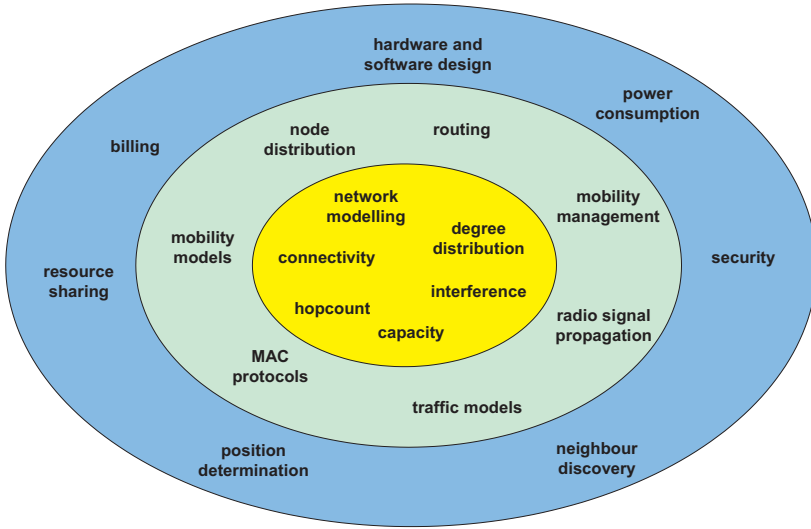 hardware and
software design
power
consumption
billing
node
distribution
routing
network
modelling
mobility
management
degree
distribution
mobility
models
connectivity
security
resource
sharing
interference
hopcount
radio signal
propagation
capacity
MAC
protocols
traffic models
position
determination
neighbour
discovery